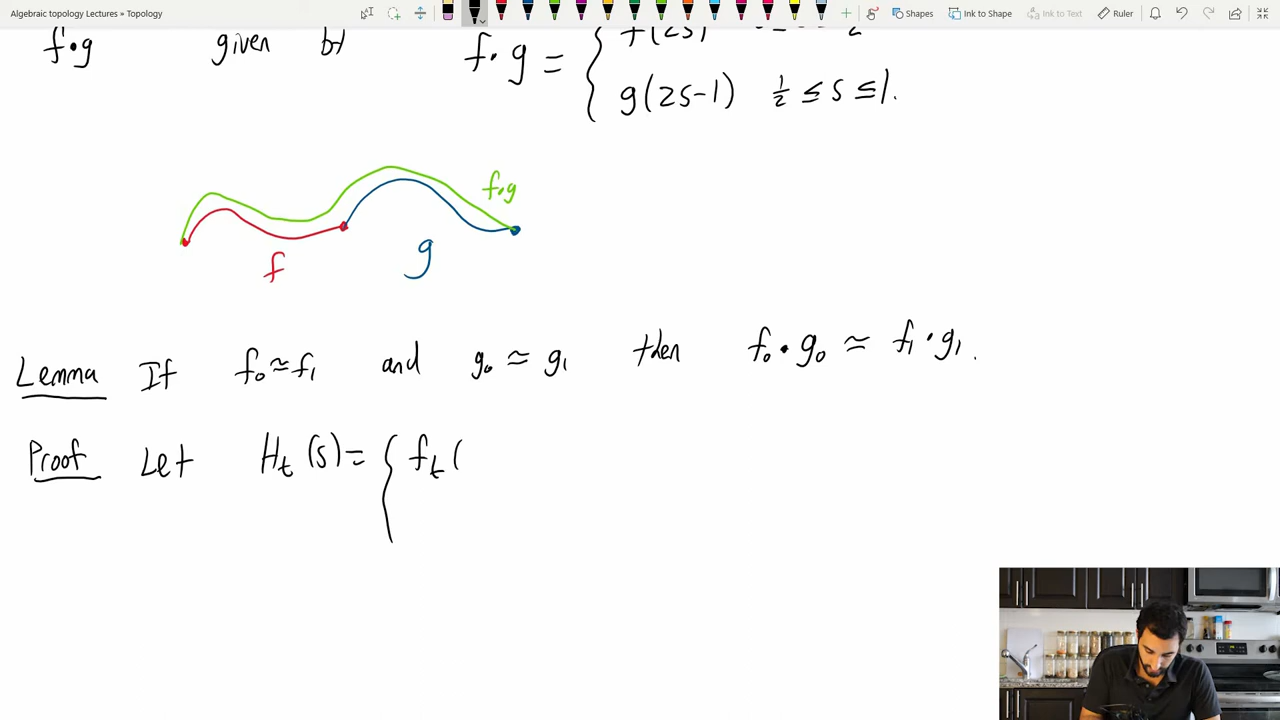 Algebraic topology Lectures – Topology
Shapes Ink to Shape Ink to Text Ruler
f·g given by f·g = { f(2s)
g(2s-1) 1/2 ≤ s ≤ 1.
f·g
f g
Lemma If f₀≈f₁ and g₀ ≈ g₁ then f₀·g₀ ≈ f₁·g₁.
Proof Let Hₜ(s)= { fₜ(